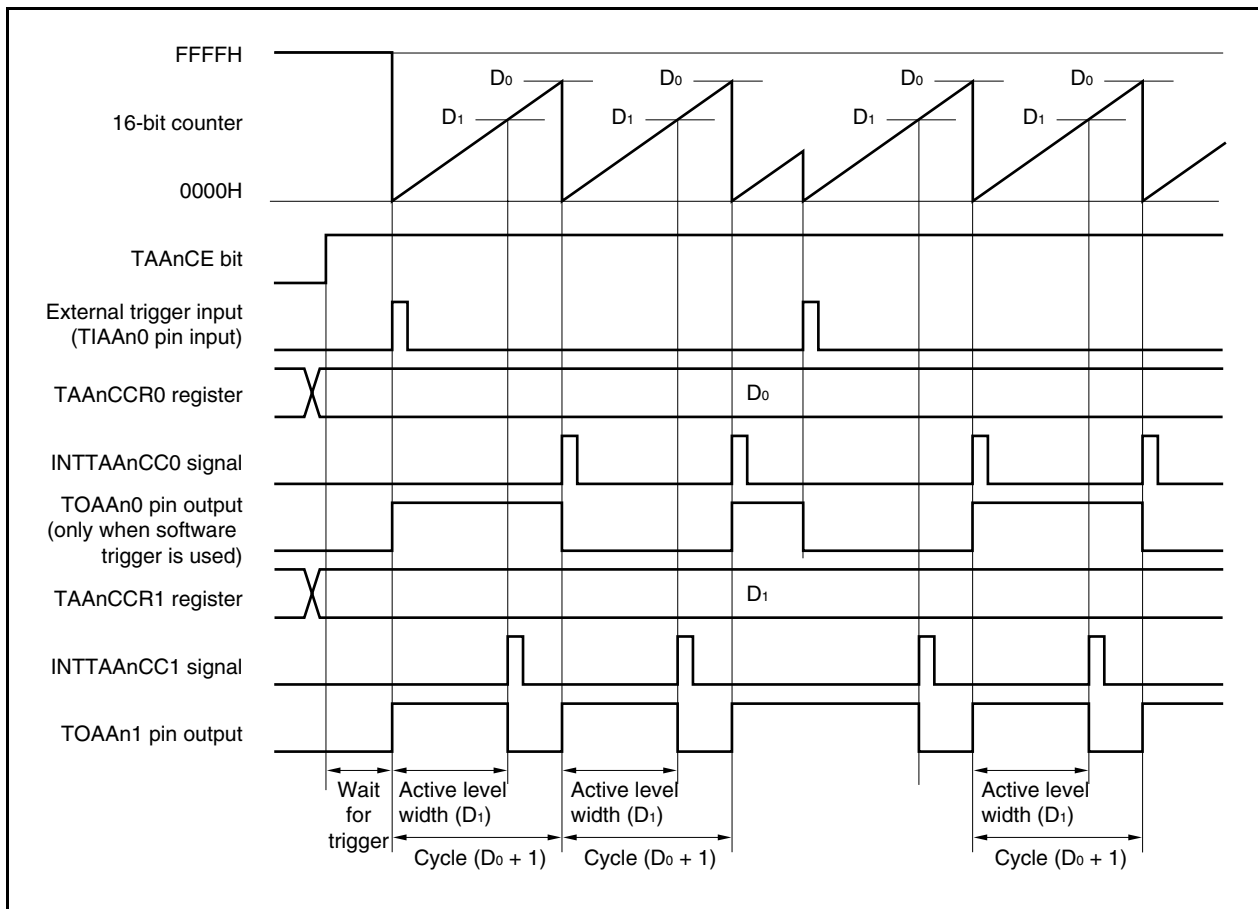 FFFFH
D0
D0
D0
D0
16-bit counter
D1
D1
D1
D1
0000H
TAAnCE bit
External trigger input
(TIAAn0 pin input)
TAAnCCR0 register
D0
INTTAAnCC0 signal
TOAAn0 pin output
(only when software
trigger is used)
TAAnCCR1 register
D1
INTTAAnCC1 signal
TOAAn1 pin output
Wait
for
trigger
Active level
width (D1)
Active level
width (D1)
Active level
width (D1)
Cycle (D0 + 1)
Cycle (D0 + 1)
Cycle (D0 + 1)